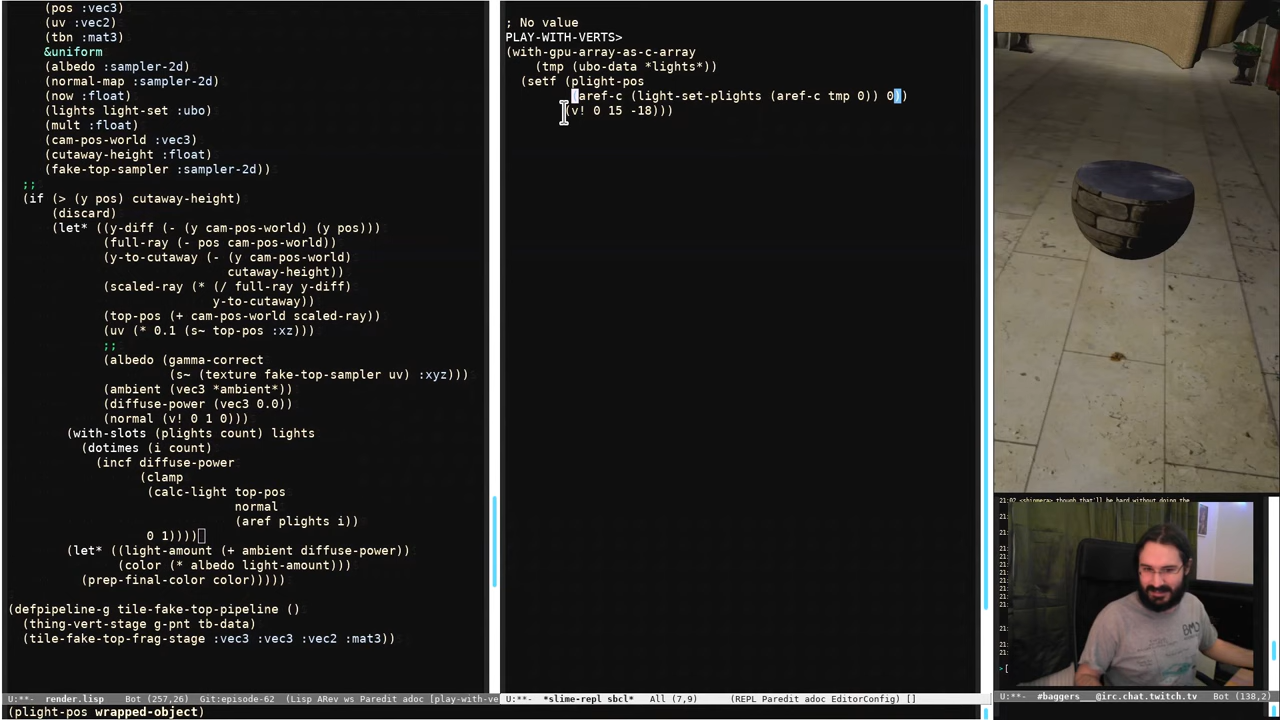 (pos :vec3)
(uv :vec2)
(tbn :mat3)
&uniform
(albedo :sampler-2d)
(normal-map :sampler-2d)
(now :float)
(lights light-set :ubo)
(mult :float)
(cam-pos-world :vec3)
(cutaway-height :float)
(fake-top-sampler :sampler-2d))
;;
(if (> (y pos) cutaway-height)
(discard)
(let* ((y-diff (- (y cam-pos-world) (y pos)))
(full-ray (- pos cam-pos-world))
(y-to-cutaway (- (y cam-pos-world)
cutaway-height))
(scaled-ray (* (/ full-ray y-diff)
y-to-cutaway))
(top-pos (+ cam-pos-world scaled-ray))
(uv (* 0.1 (s~ top-pos :xz)))
;;
(albedo (gamma-correct
(s~ (texture fake-top-sampler uv) :xyz)))
(ambient (vec3 *ambient*))
(diffuse-power (vec3 0.0))
(normal (v! 0 1 0)))
(with-slots (plights count) lights
(dotimes (i count)
(incf diffuse-power
(clamp
(calc-light top-pos
normal
(aref plights i))
0 1))))
(let* ((light-amount (+ ambient diffuse-power))
(color (* albedo light-amount)))
(prep-final-color color)))))
(defpipeline-g tile-fake-top-pipeline ()
(thing-vert-stage g-pnt tb-data)
(tile-fake-top-frag-stage :vec3 :vec3 :vec2 :mat3))
U:**- render.lisp Bot (257,26) Git:episode-62 (Lisp ARev ws Paredit adoc [play-with-ve
(plight-pos wrapped-object)
; No value
PLAY-WITH-VERTS>
(with-gpu-array-as-c-array
(tmp (ubo-data *lights*))
(setf (plight-pos
(aref-c (light-set-plights (aref-c tmp 0)) 0))
(v! 0 15 -18)))
U:**- *slime-repl sbcl* All (7,9) (REPL Paredit adoc EditorConfig) []
U:**- #baggers__@irc.chat.twitch.tv Bot (138,2)